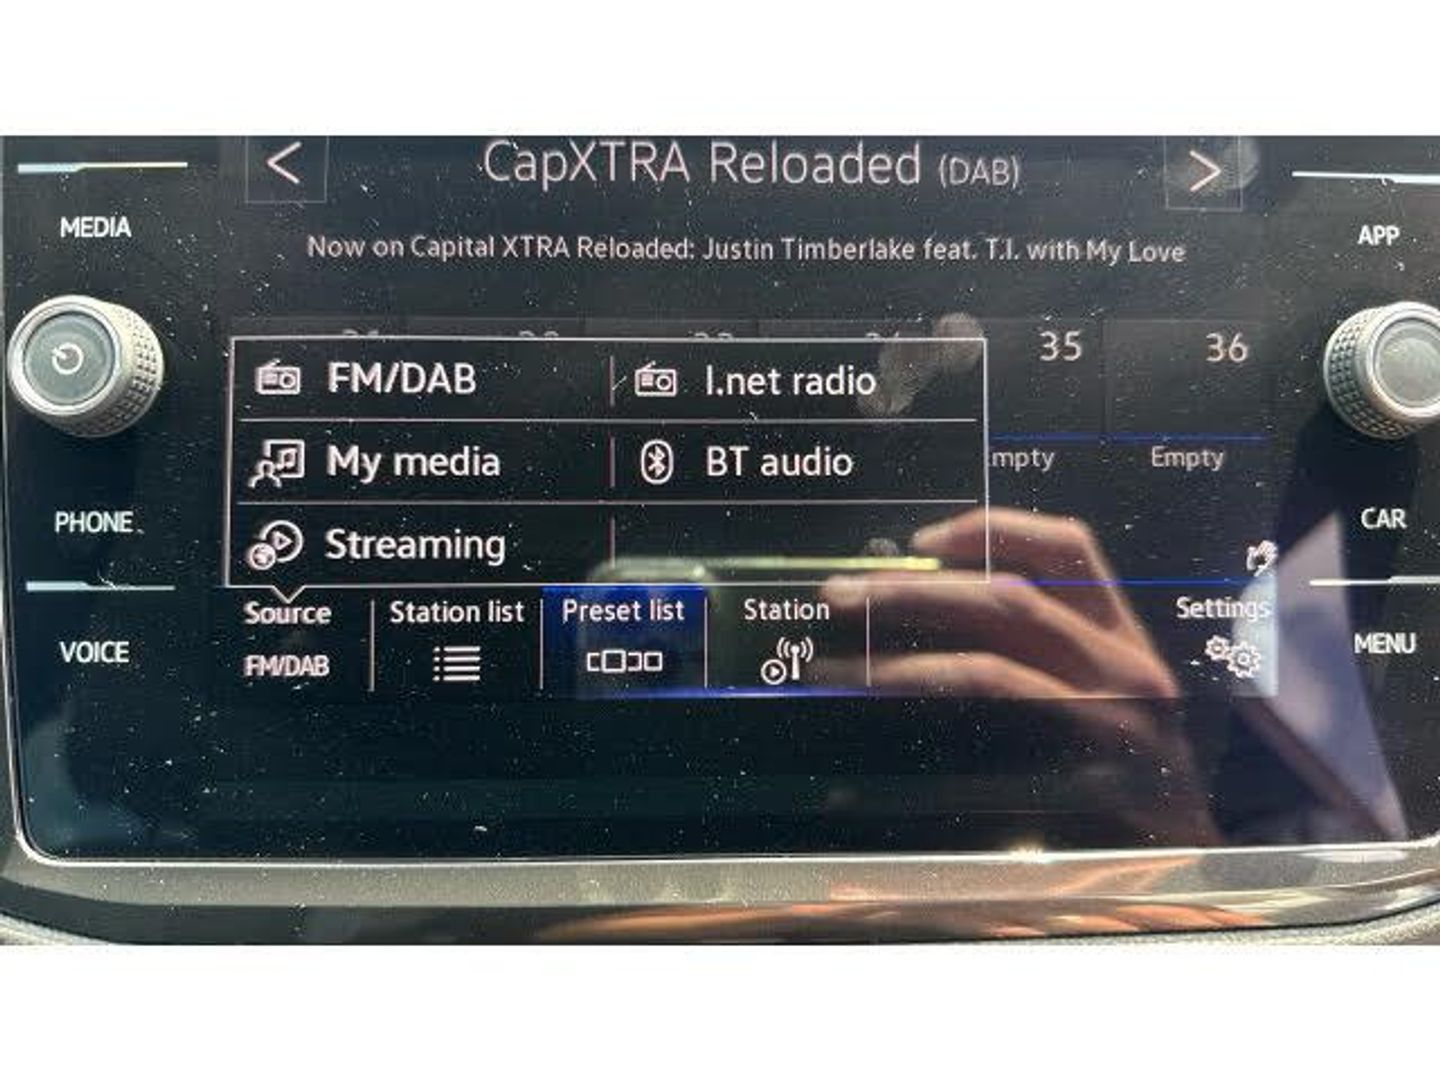 CapXTRA Reloaded (DAB)
MEDIA
APP
Now on Capital XTRA Reloaded: Justin Timberlake feat. T.I. with My Love
35
36
FM/DAB
I.net radio
My media
BT audio
Empty
Streaming
PHONE
CAR
Source
Station list
Preset list
Station
Settings
FM/DAB
VOICE
MENU